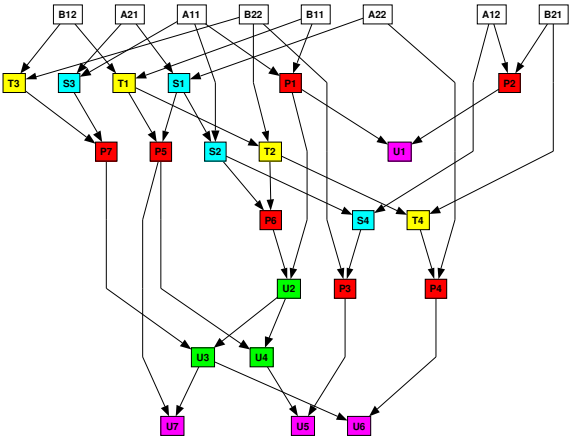 B12 A21 A11 B22 B11 A22 A12 B21
T3 S3 T1 S1 P1 P2
P7 P5 S2 T2 U1
P6 S4 T4
U2 P3 P4
U3 U4
U7 U5 U6